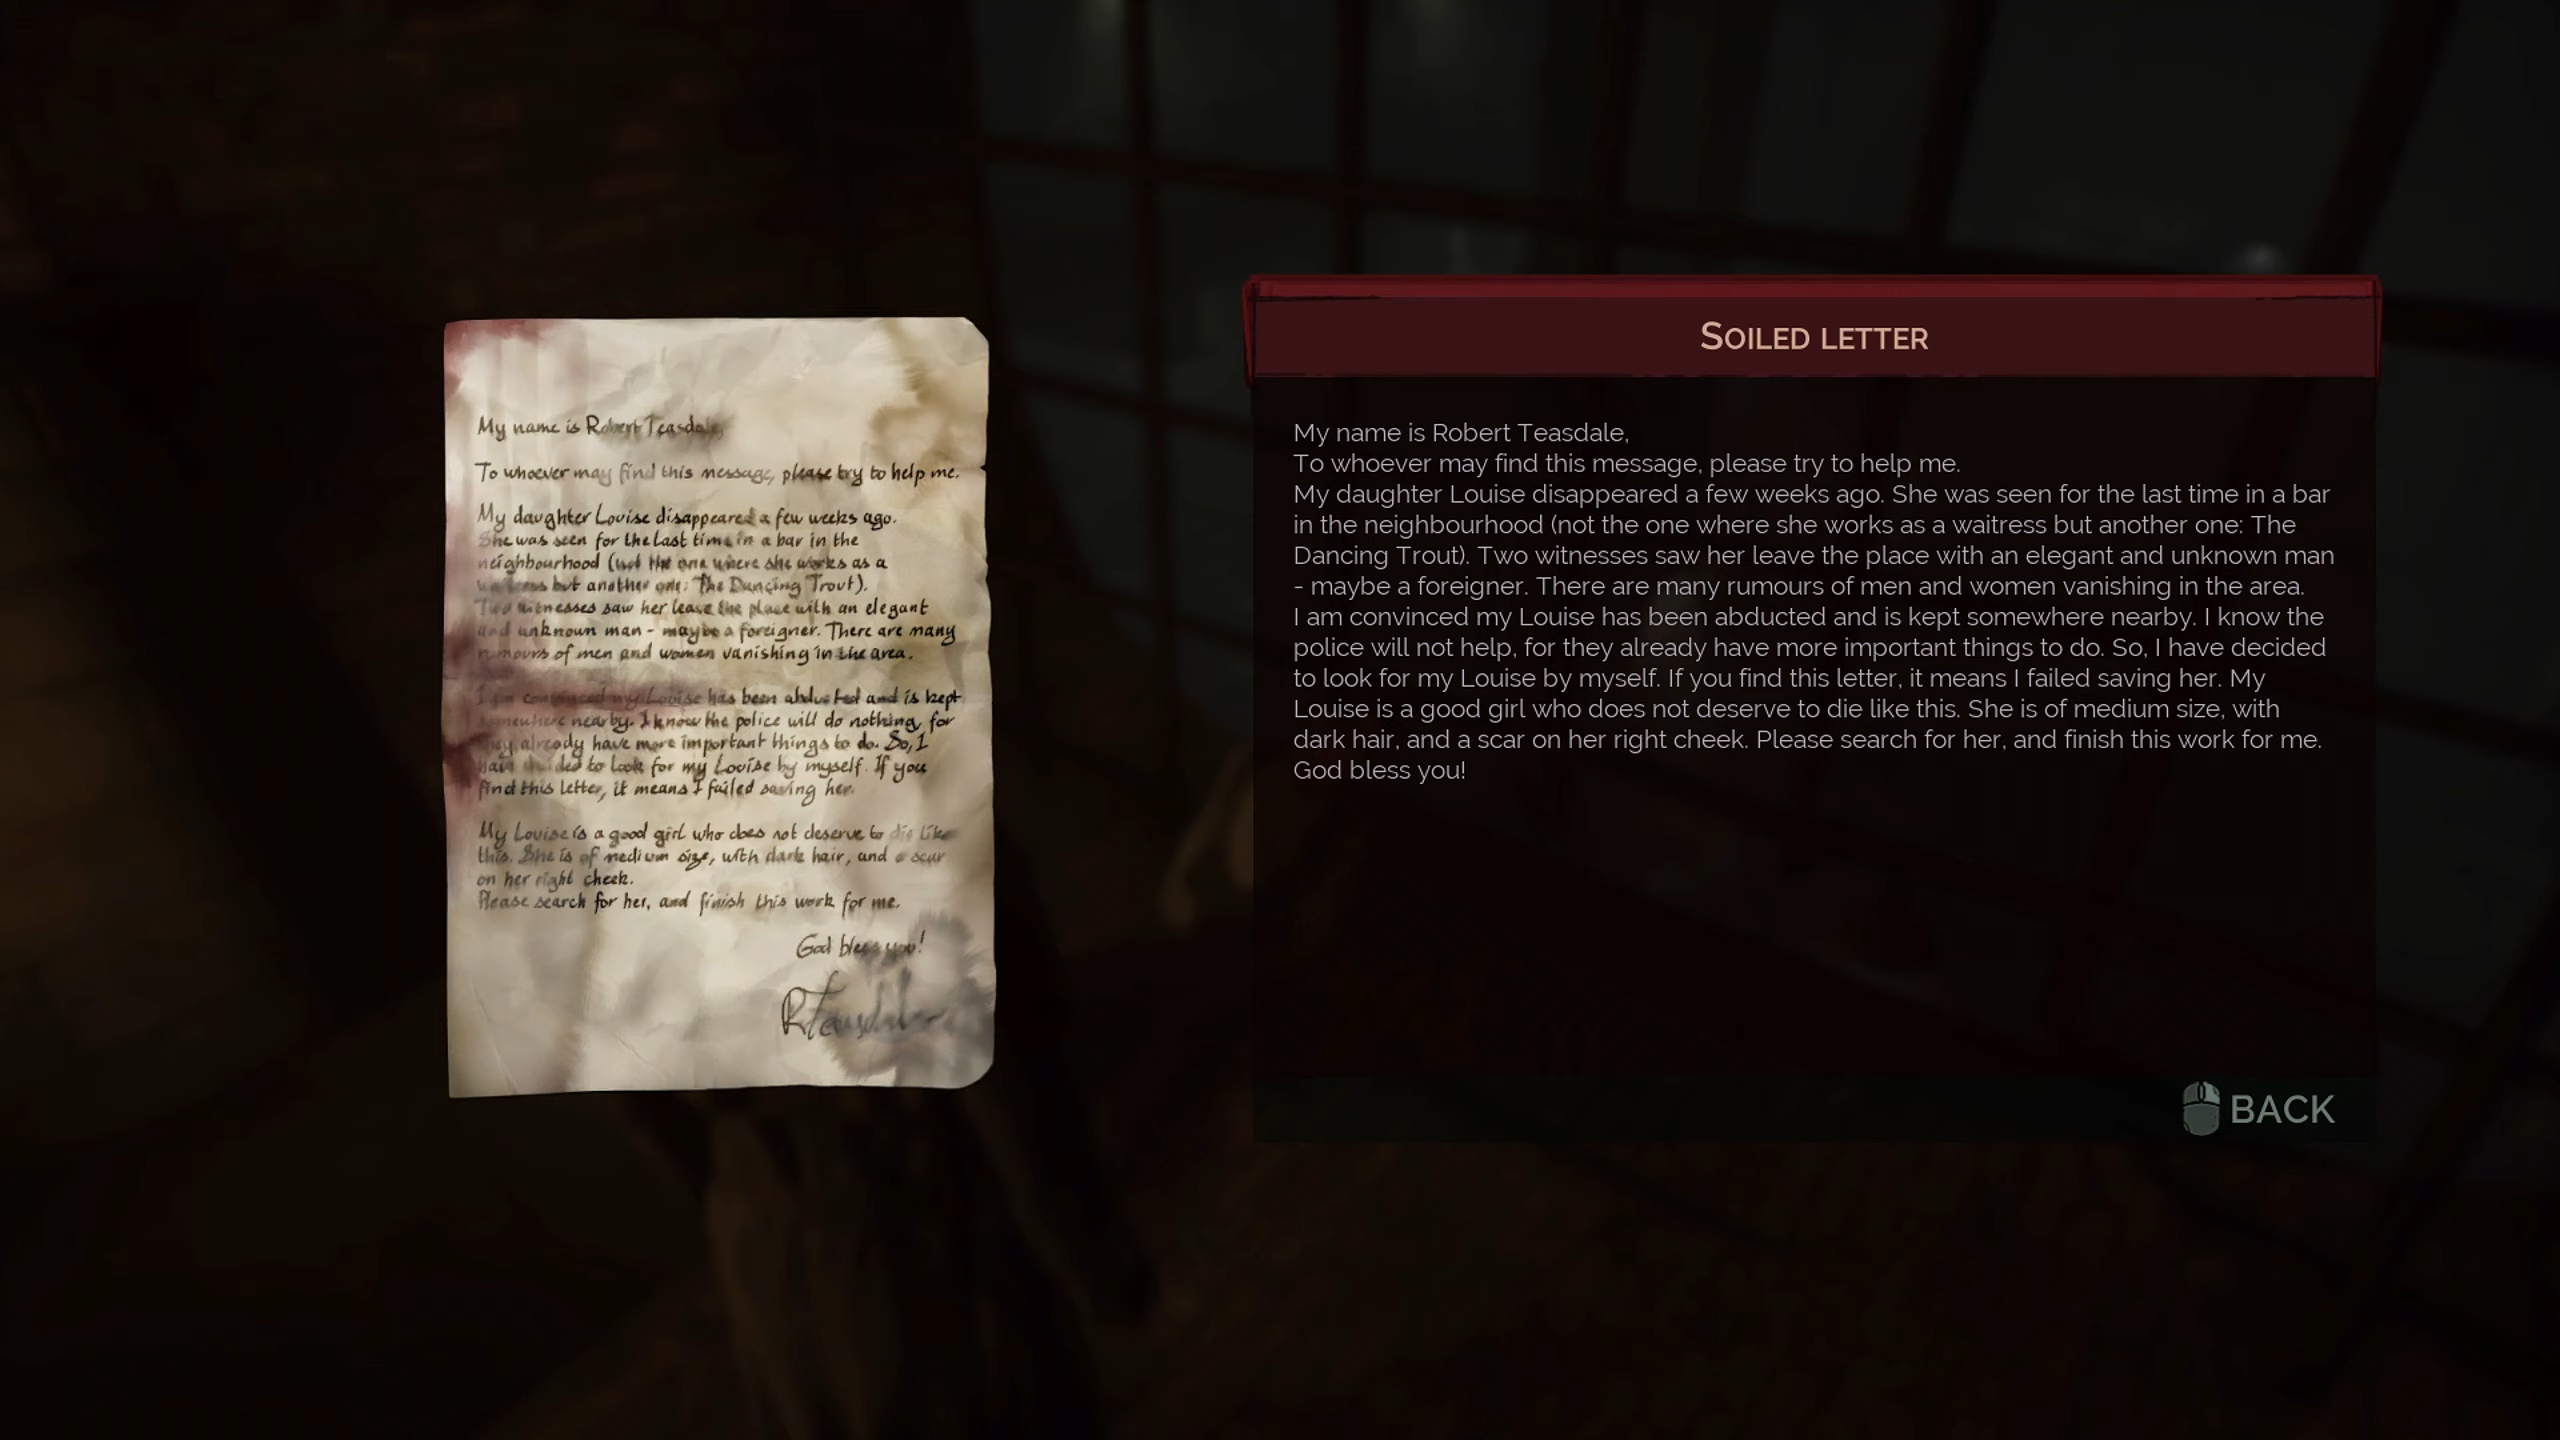 My name is Robert Teasdale,
To whoever may find this message, please try to help me.
My daughter Louise disappeared a few weeks ago.
She was seen for the last time in a bar in the
neighbourhood (not the one where she works as a
waitress but another one: The Dancing Trout).
Two witnesses saw her leave the place with an elegant
and unknown man - maybe a foreigner. There are many
rumours of men and women vanishing in the area.
I am convinced my Louise has been abducted and is kept
somewhere nearby. I know the police will do nothing, for
they already have more important things to do. So, I
have decided to look for my Louise by myself. If you
find this letter, it means I failed saving her.
My Louise is a good girl who does not deserve to die like
this. She is of medium size, with dark hair, and a scar
on her right cheek.
Please search for her, and finish this work for me.
God bless you!
RTeasdale
SOILED LETTER
My name is Robert Teasdale,
To whoever may find this message, please try to help me.
My daughter Louise disappeared a few weeks ago. She was seen for the last time in a bar
in the neighbourhood (not the one where she works as a waitress but another one: The
Dancing Trout). Two witnesses saw her leave the place with an elegant and unknown man
- maybe a foreigner. There are many rumours of men and women vanishing in the area.
I am convinced my Louise has been abducted and is kept somewhere nearby. I know the
police will not help, for they already have more important things to do. So, I have decided
to look for my Louise by myself. If you find this letter, it means I failed saving her. My
Louise is a good girl who does not deserve to die like this. She is of medium size, with
dark hair, and a scar on her right cheek. Please search for her, and finish this work for me.
God bless you!
BACK